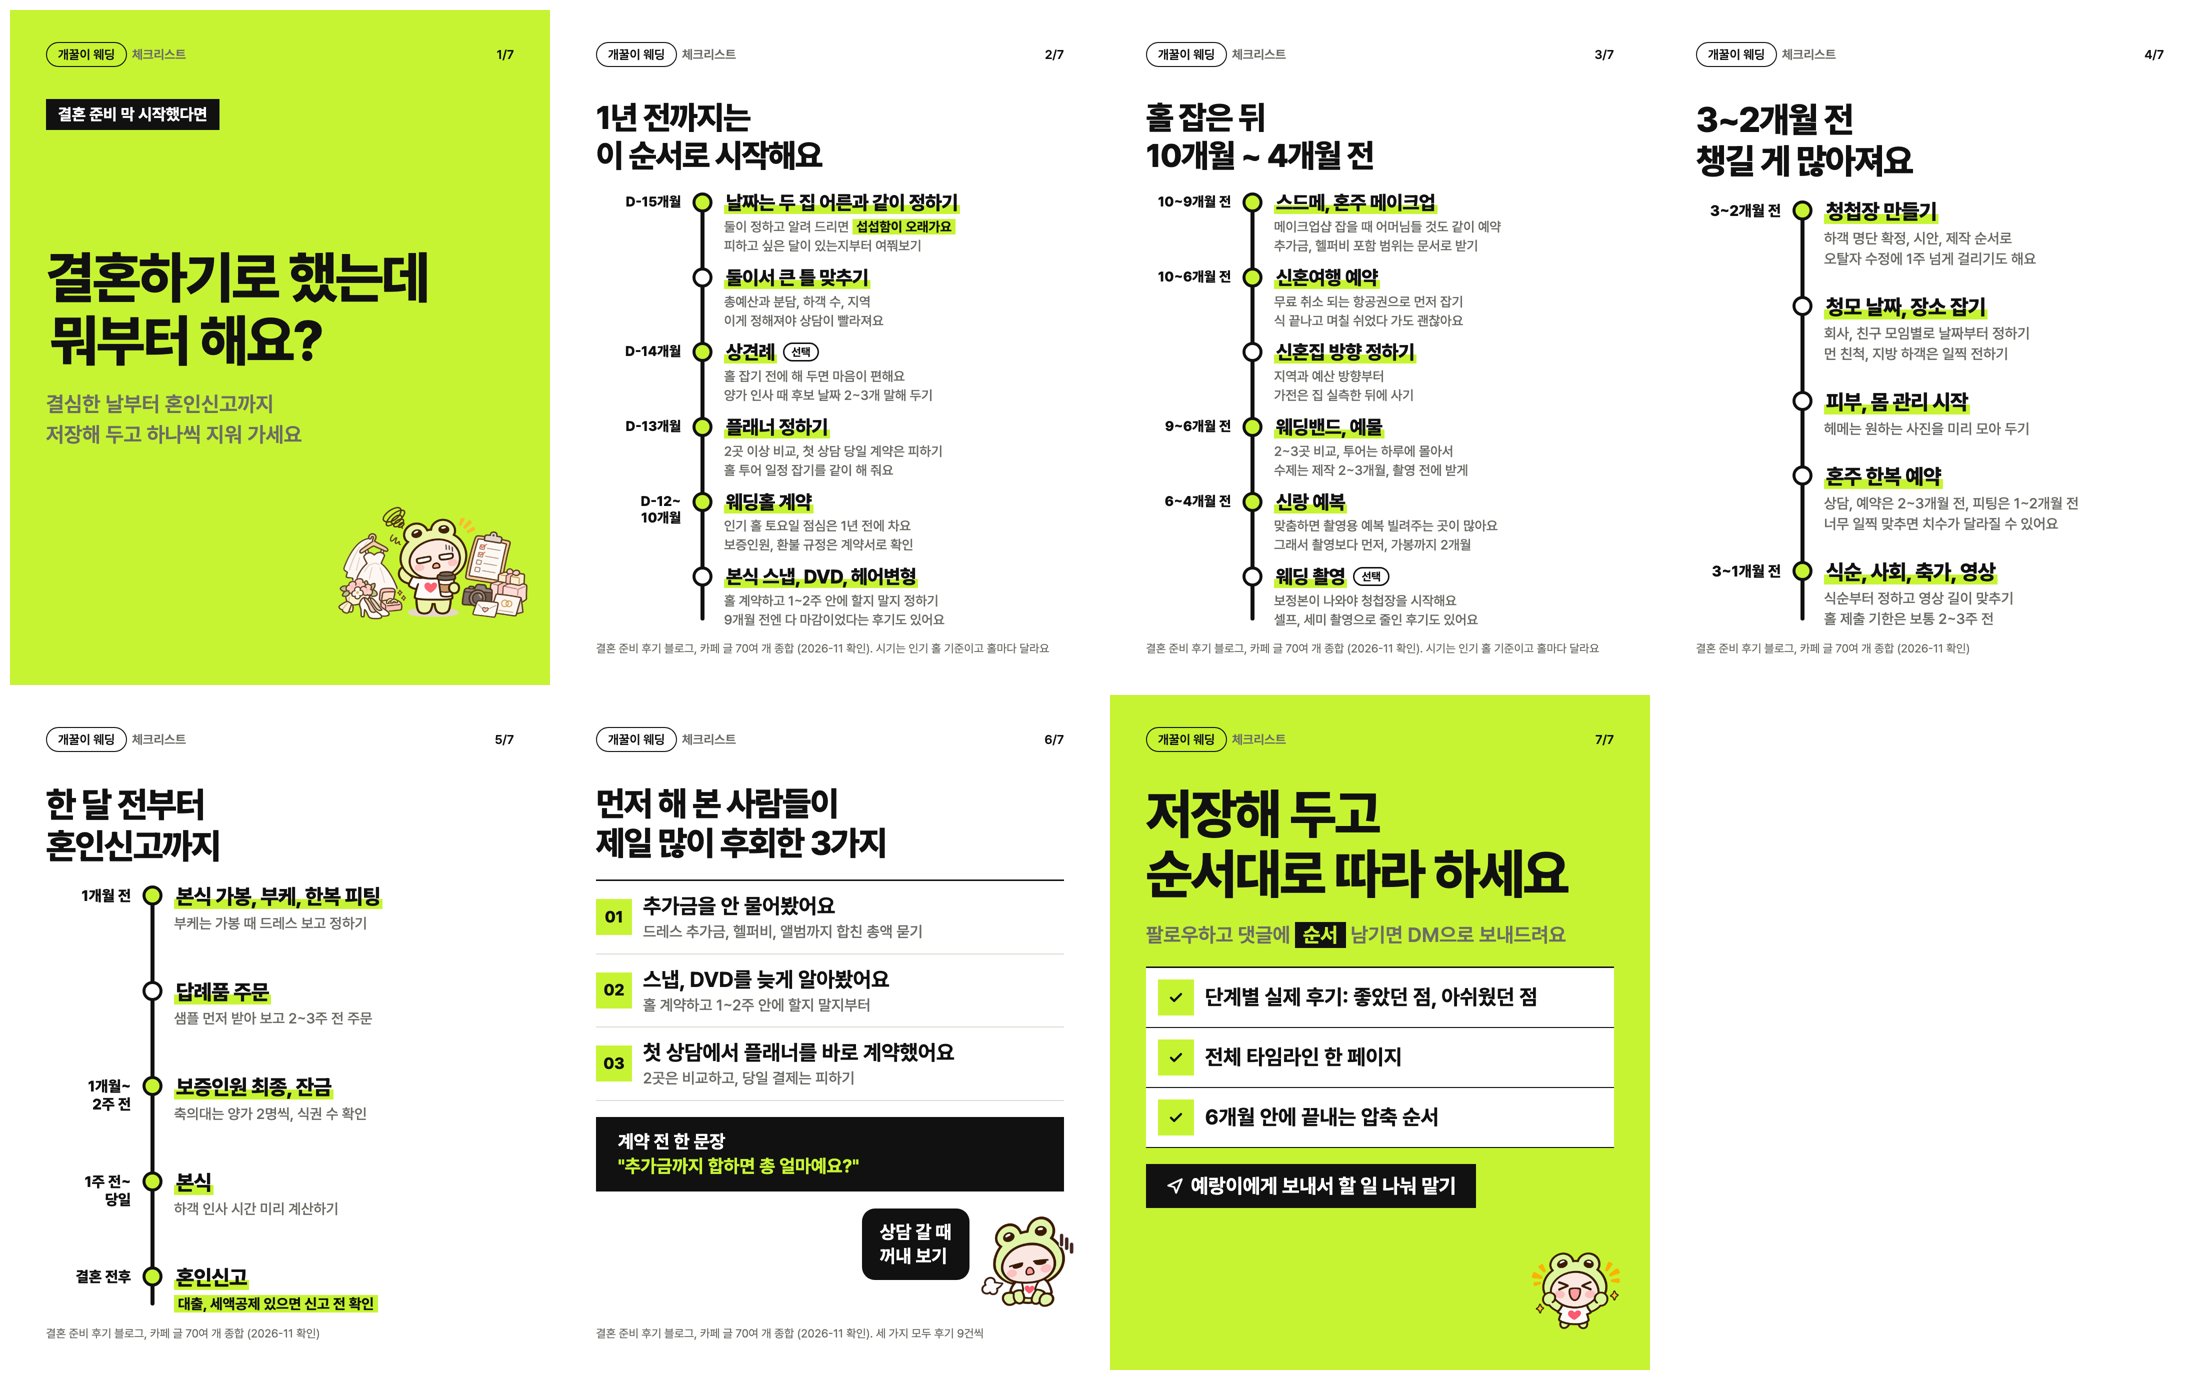 개꿀이 웨딩 체크리스트 1/7
결혼 준비 막 시작했다면
결혼하기로 했는데
뭐부터 해요?
결심한 날부터 혼인신고까지
저장해 두고 하나씩 지워 가세요
개꿀이 웨딩 체크리스트 2/7
1년 전까지는
이 순서로 시작해요
D-15개월 날짜는 두 집 어른과 같이 정하기
둘이 정하고 알려 드리면 섭섭함이 오래가요
피하고 싶은 달이 있는지부터 여쭤보기
둘이서 큰 틀 맞추기
총예산과 분담, 하객 수, 지역
이게 정해져야 상담이 빨라져요
D-14개월 상견례 선택
홀 잡기 전에 해 두면 마음이 편해요
양가 인사 때 후보 날짜 2~3개 말해 두기
D-13개월 플래너 정하기
2곳 이상 비교, 첫 상담 당일 계약은 피하기
홀 투어 일정 잡기를 같이 해 줘요
D-12~
10개월 웨딩홀 계약
인기 홀 토요일 점심은 1년 전에 차요
보증인원, 환불 규정은 계약서로 확인
본식 스냅, DVD, 헤어변형
홀 계약하고 1~2주 안에 할지 말지 정하기
9개월 전엔 다 마감이었다는 후기도 있어요
결혼 준비 후기 블로그, 카페 글 70여 개 종합 (2026-11 확인). 시기는 인기 홀 기준이고 홀마다 달라요
개꿀이 웨딩 체크리스트 3/7
홀 잡은 뒤
10개월 ~ 4개월 전
10~9개월 전 스드메, 혼주 메이크업
메이크업샵 잡을 때 어머님들 것도 같이 예약
추가금, 헬퍼비 포함 범위는 문서로 받기
10~6개월 전 신혼여행 예약
무료 취소 되는 항공권으로 먼저 잡기
식 끝나고 며칠 쉬었다 가도 괜찮아요
신혼집 방향 정하기
지역과 예산 방향부터
가전은 집 실측한 뒤에 사기
9~6개월 전 웨딩밴드, 예물
2~3곳 비교, 투어는 하루에 몰아서
수제는 제작 2~3개월, 촬영 전에 받게
6~4개월 전 신랑 예복
맞춤하면 촬영용 예복 빌려주는 곳이 많아요
그래서 촬영보다 먼저, 가봉까지 2개월
웨딩 촬영 선택
보정본이 나와야 청첩장을 시작해요
셀프, 세미 촬영으로 줄인 후기도 있어요
결혼 준비 후기 블로그, 카페 글 70여 개 종합 (2026-11 확인). 시기는 인기 홀 기준이고 홀마다 달라요
개꿀이 웨딩 체크리스트 4/7
3~2개월 전
챙길 게 많아져요
3~2개월 전 청첩장 만들기
하객 명단 확정, 시안, 제작 순서로
오탈자 수정에 1주 넘게 걸리기도 해요
청모 날짜, 장소 잡기
회사, 친구 모임별로 날짜부터 정하기
먼 친척, 지방 하객은 일찍 전하기
피부, 몸 관리 시작
헤메는 원하는 사진을 미리 모아 두기
혼주 한복 예약
상담, 예약은 2~3개월 전, 피팅은 1~2개월 전
너무 일찍 맞추면 치수가 달라질 수 있어요
3~1개월 전 식순, 사회, 축가, 영상
식순부터 정하고 영상 길이 맞추기
홀 제출 기한은 보통 2~3주 전
결혼 준비 후기 블로그, 카페 글 70여 개 종합 (2026-11 확인)
개꿀이 웨딩 체크리스트 5/7
한 달 전부터
혼인신고까지
1개월 전 본식 가봉, 부케, 한복 피팅
부케는 가봉 때 드레스 보고 정하기
답례품 주문
샘플 먼저 받아 보고 2~3주 전 주문
1개월~
2주 전 보증인원 최종, 잔금
축의대는 양가 2명씩, 식권 수 확인
1주 전~
당일 본식
하객 인사 시간 미리 계산하기
결혼 전후 혼인신고
대출, 세액공제 있으면 신고 전 확인
결혼 준비 후기 블로그, 카페 글 70여 개 종합 (2026-11 확인)
개꿀이 웨딩 체크리스트 6/7
먼저 해 본 사람들이
제일 많이 후회한 3가지
01 추가금을 안 물어봤어요
드레스 추가금, 헬퍼비, 앨범까지 합친 총액 묻기
02 스냅, DVD를 늦게 알아봤어요
홀 계약하고 1~2주 안에 할지 말지부터
03 첫 상담에서 플래너를 바로 계약했어요
2곳은 비교하고, 당일 결제는 피하기
계약 전 한 문장
"추가금까지 합하면 총 얼마예요?"
상담 갈 때
꺼내 보기
결혼 준비 후기 블로그, 카페 글 70여 개 종합 (2026-11 확인). 세 가지 모두 후기 9건씩
개꿀이 웨딩 체크리스트 7/7
저장해 두고
순서대로 따라 하세요
팔로우하고 댓글에 순서 남기면 DM으로 보내드려요
단계별 실제 후기: 좋았던 점, 아쉬웠던 점
전체 타임라인 한 페이지
6개월 안에 끝내는 압축 순서
예랑이에게 보내서 할 일 나눠 맡기